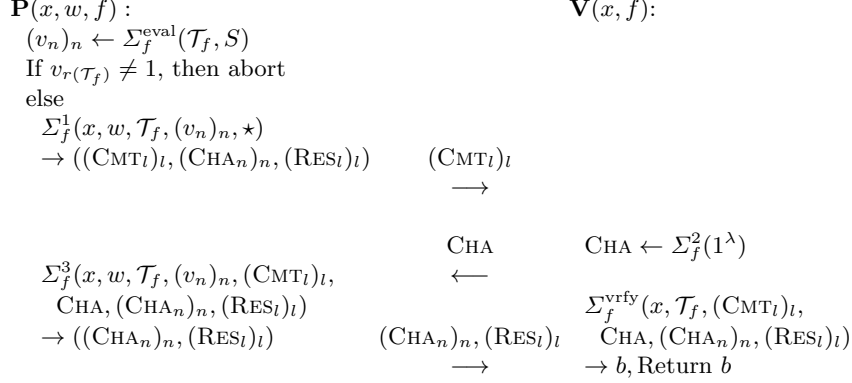 P(x, w, f) :    V(x, f):
(v_n)_n ← Σ_f^eval(𝒯_f, S)
If v_{r(𝒯_f)} ≠ 1, then abort
else
Σ_f^1(x, w, 𝒯_f, (v_n)_n, ⋆)
→ ((CMT_l)_l, (CHA_n)_n, (RES_l)_l)    (CMT_l)_l
⟶
CHA    CHA ← Σ_f^2(1^λ)
Σ_f^3(x, w, 𝒯_f, (v_n)_n, (CMT_l)_l,    ⟵
CHA, (CHA_n)_n, (RES_l)_l)    Σ_f^vrfy(x, 𝒯_f, (CMT_l)_l,
→ ((CHA_n)_n, (RES_l)_l)    (CHA_n)_n, (RES_l)_l    CHA, (CHA_n)_n, (RES_l)_l)
⟶    → b, Return b